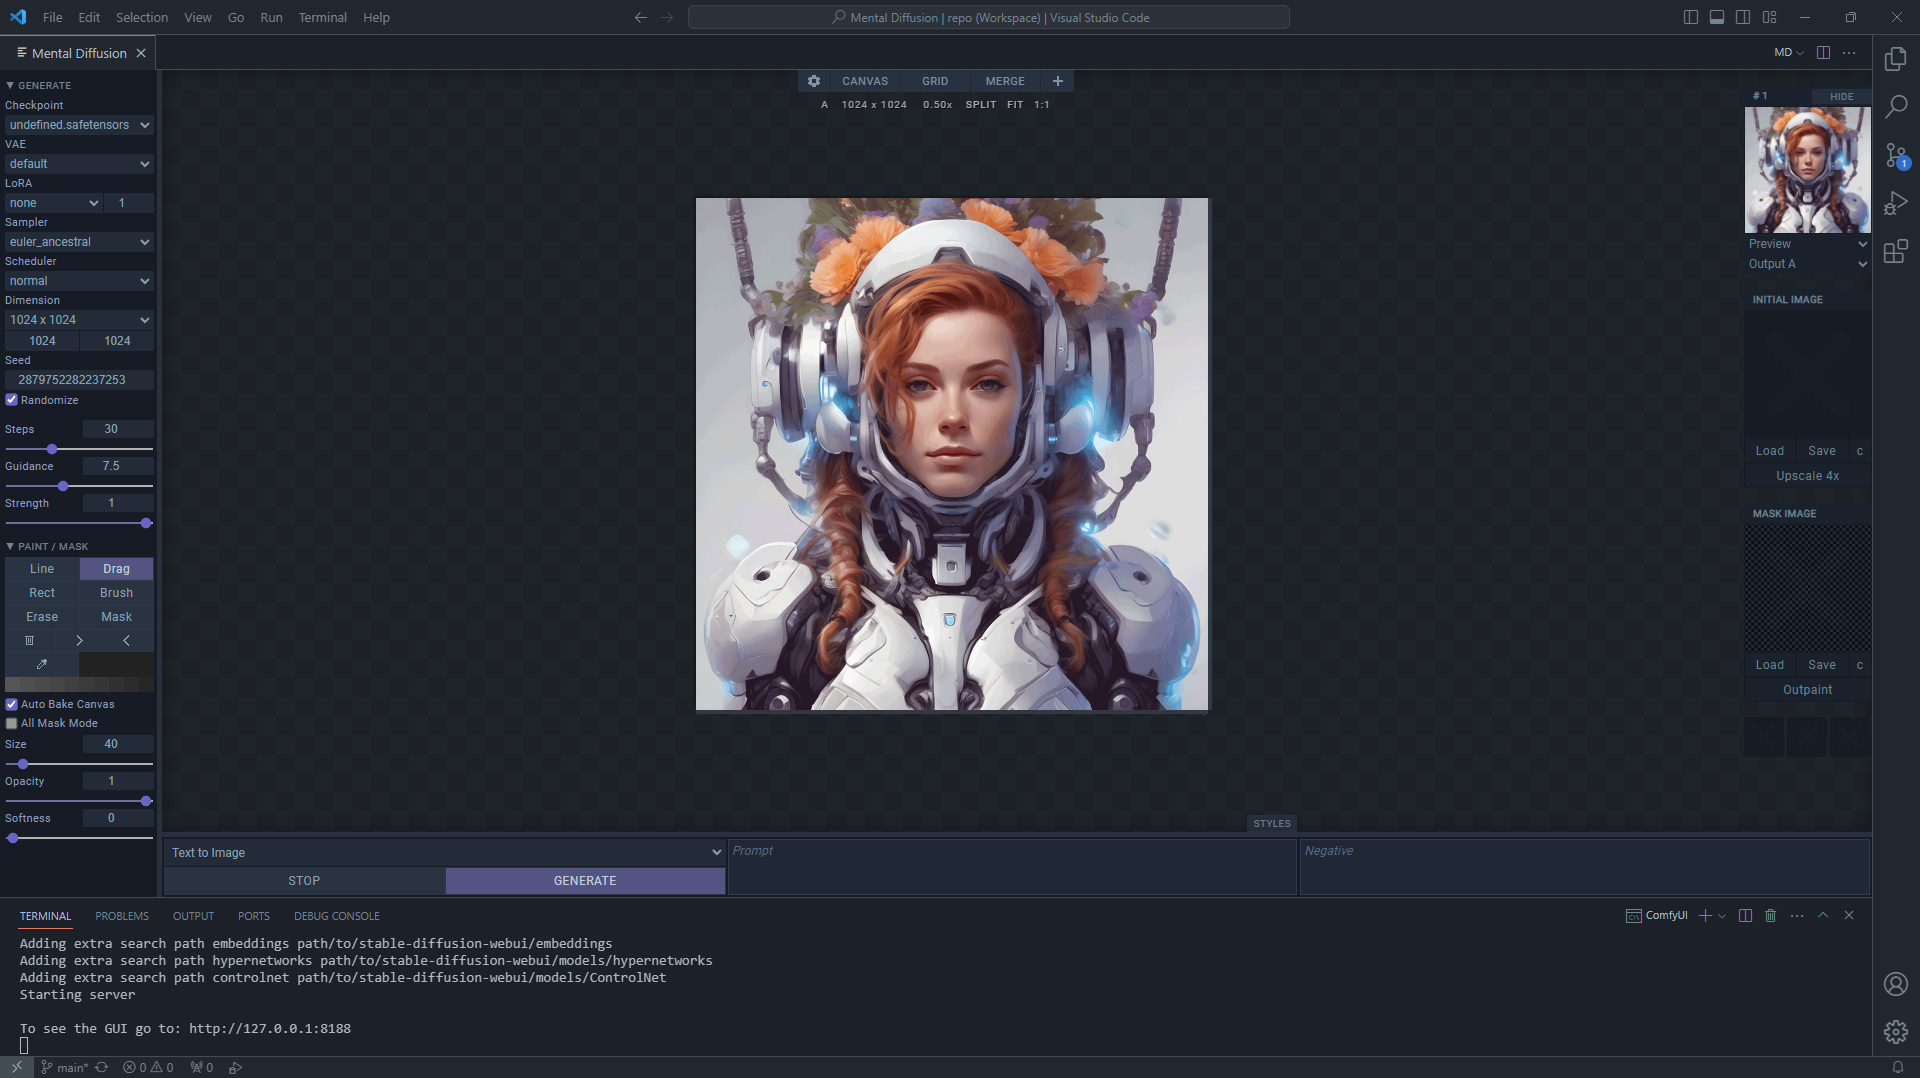 File Edit Selection View Go Run Terminal Help
Mental Diffusion | repo (Workspace) | Visual Studio Code
Mental Diffusion
MD
GENERATE
Checkpoint
undefined.safetensors
VAE
default
LoRA
none 1
Sampler
euler_ancestral
Scheduler
normal
Dimension
1024 x 1024
1024 1024
Seed
2879752282237253
Randomize
Steps 30
Guidance 7.5
Strength 1
PAINT / MASK
Line Drag
Rect Brush
Erase Mask
Auto Bake Canvas
All Mask Mode
Size 40
Opacity 1
Softness 0
CANVAS GRID MERGE +
A 1024 x 1024 0.50x SPLIT FIT 1:1
# 1 HIDE
Preview
Output A
INITIAL IMAGE
Load Save c
Upscale 4x
MASK IMAGE
Load Save c
Outpaint
1
STYLES
Text to Image
STOP GENERATE
Prompt
Negative
TERMINAL PROBLEMS OUTPUT PORTS DEBUG CONSOLE
ComfyUI
Adding extra search path embeddings path/to/stable-diffusion-webui/embeddings
Adding extra search path hypernetworks path/to/stable-diffusion-webui/models/hypernetworks
Adding extra search path controlnet path/to/stable-diffusion-webui/models/ControlNet
Starting server
To see the GUI go to: http://127.0.0.1:8188
main* 0 0 0